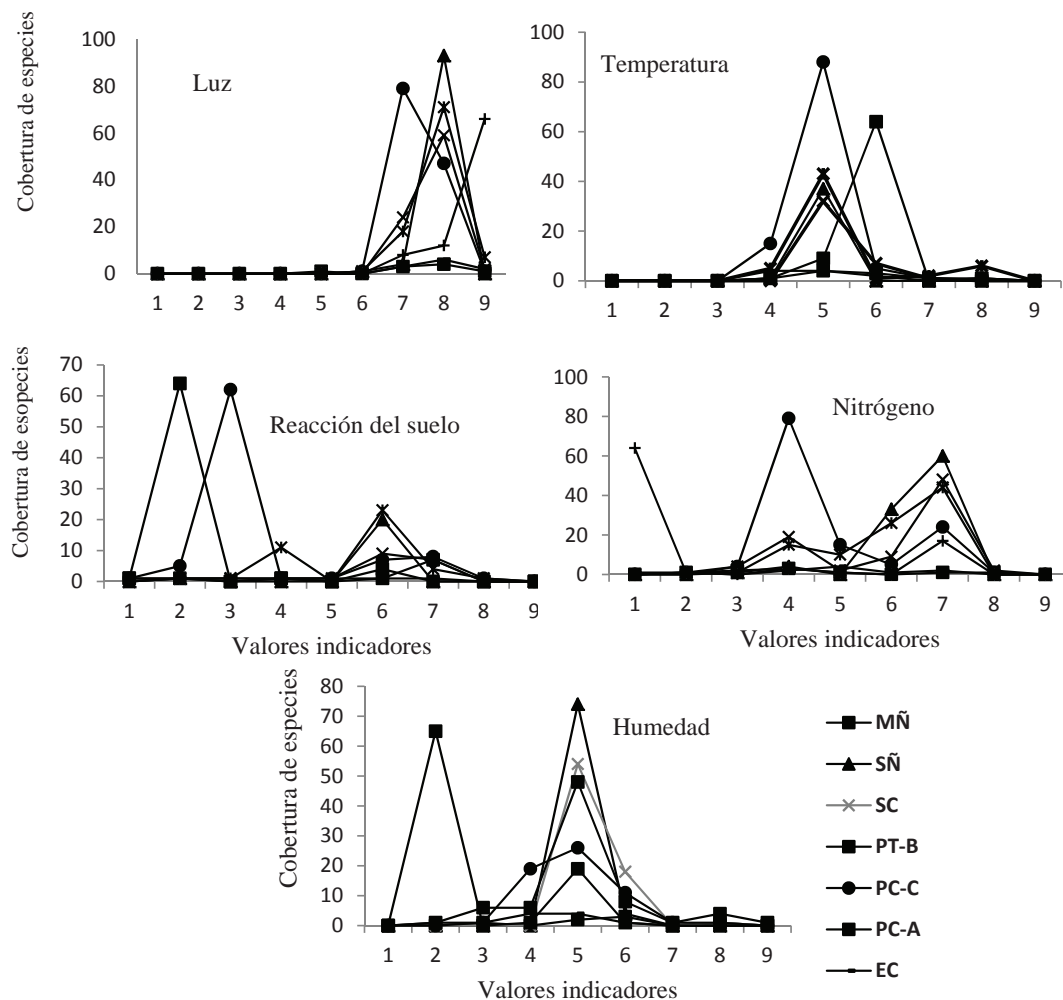 Cobertura de especies
Luz
100
80
60
40
20
0
1 2 3 4 5 6 7 8 9
Temperatura
100
80
60
40
20
0
1 2 3 4 5 6 7 8 9
Cobertura de esopecies
Reacción del suelo
70
60
50
40
30
20
10
0
1 2 3 4 5 6 7 8 9
Valores indicadores
Nitrógeno
100
80
60
40
20
0
1 2 3 4 5 6 7 8 9
Valores indicadores
Cobertura de especies
Humedad
80
70
60
50
40
30
20
10
0
1 2 3 4 5 6 7 8 9
Valores indicadores
MÑ
SÑ
SC
PT-B
PC-C
PC-A
EC